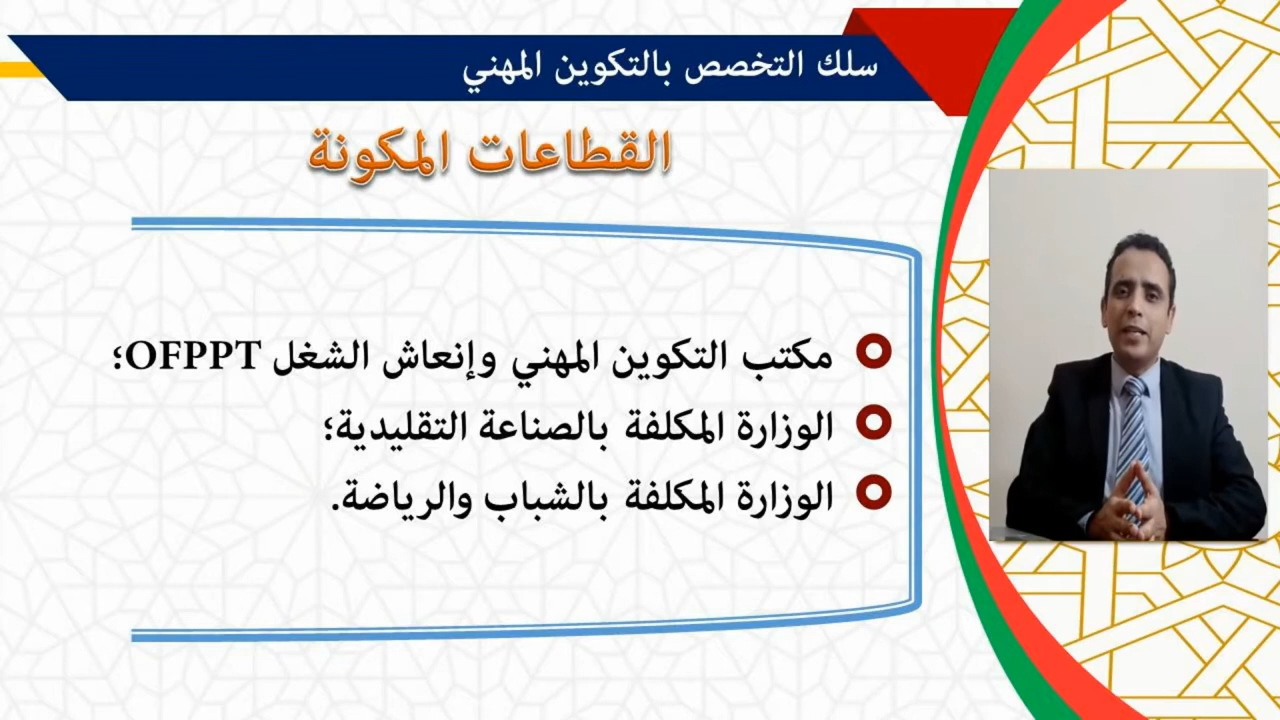 سلك التخصص بالتكوين المهني
القطاعات المكونة
مكتب التكوين المهني وإنعاش الشغل OFPPT؛
الوزارة المكلفة بالصناعة التقليدية؛
الوزارة المكلفة بالشباب والرياضة.